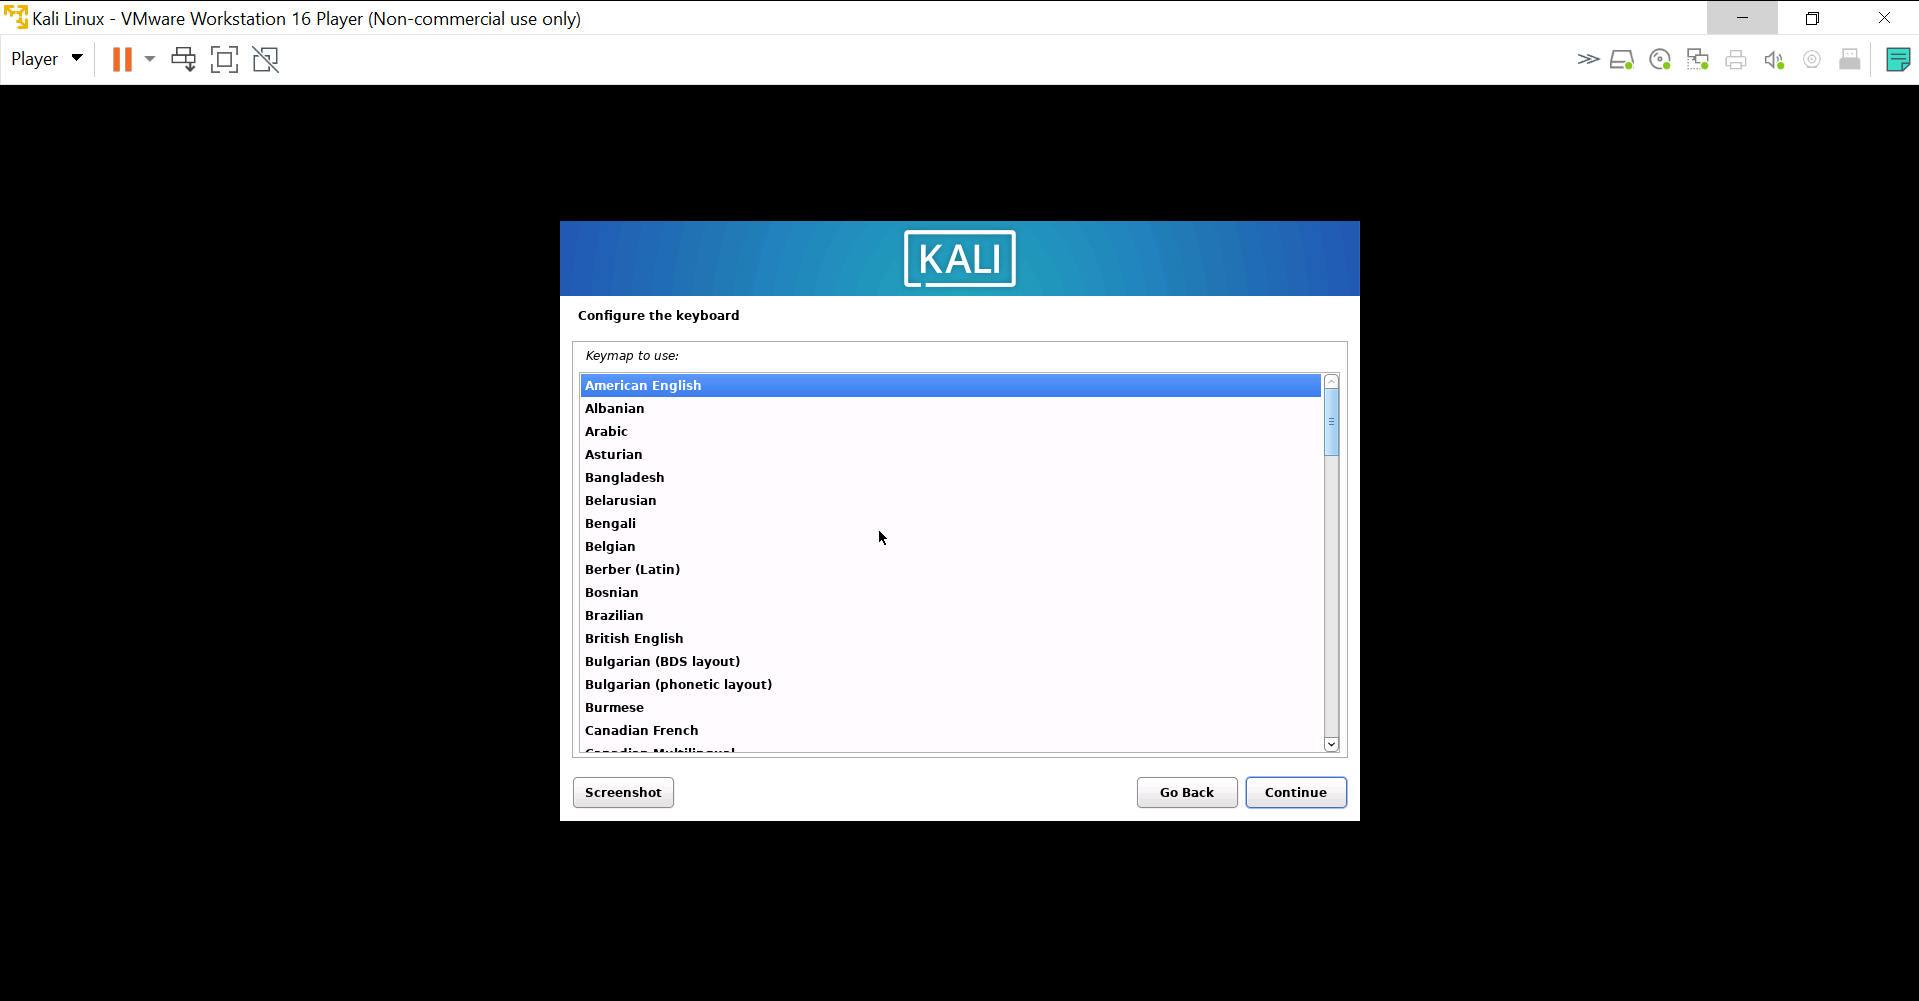 Kali Linux - VMware Workstation 16 Player (Non-commercial use only)
Player
KALI
Configure the keyboard
Keymap to use:
American English
Albanian
Arabic
Asturian
Bangladesh
Belarusian
Bengali
Belgian
Berber (Latin)
Bosnian
Brazilian
British English
Bulgarian (BDS layout)
Bulgarian (phonetic layout)
Burmese
Canadian French
Canadian Multilingual
Screenshot
Go Back
Continue